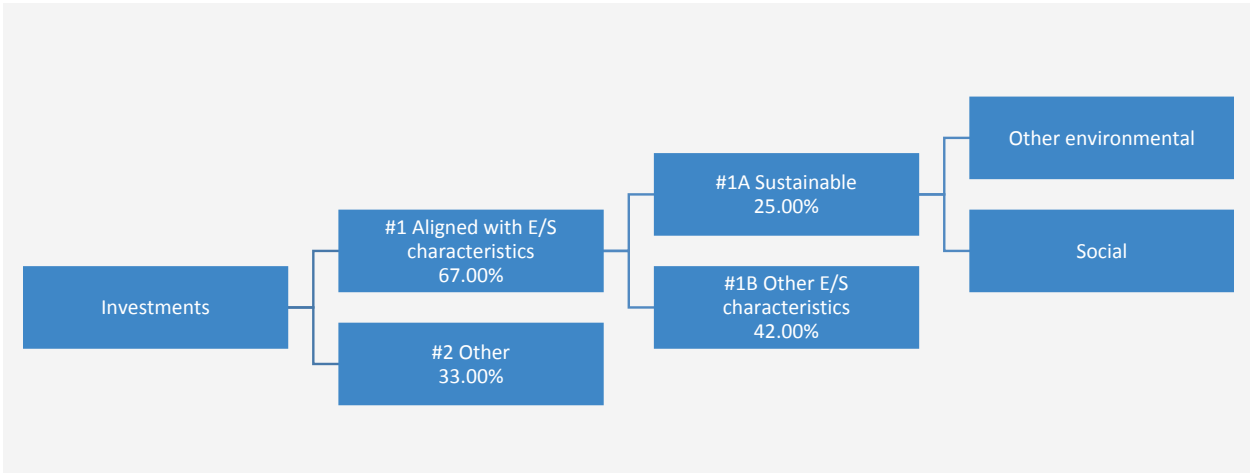 Investments
#1 Aligned with E/S
characteristics
67.00%
#2 Other
33.00%
#1A Sustainable
25.00%
#1B Other E/S
characteristics
42.00%
Other environmental
Social